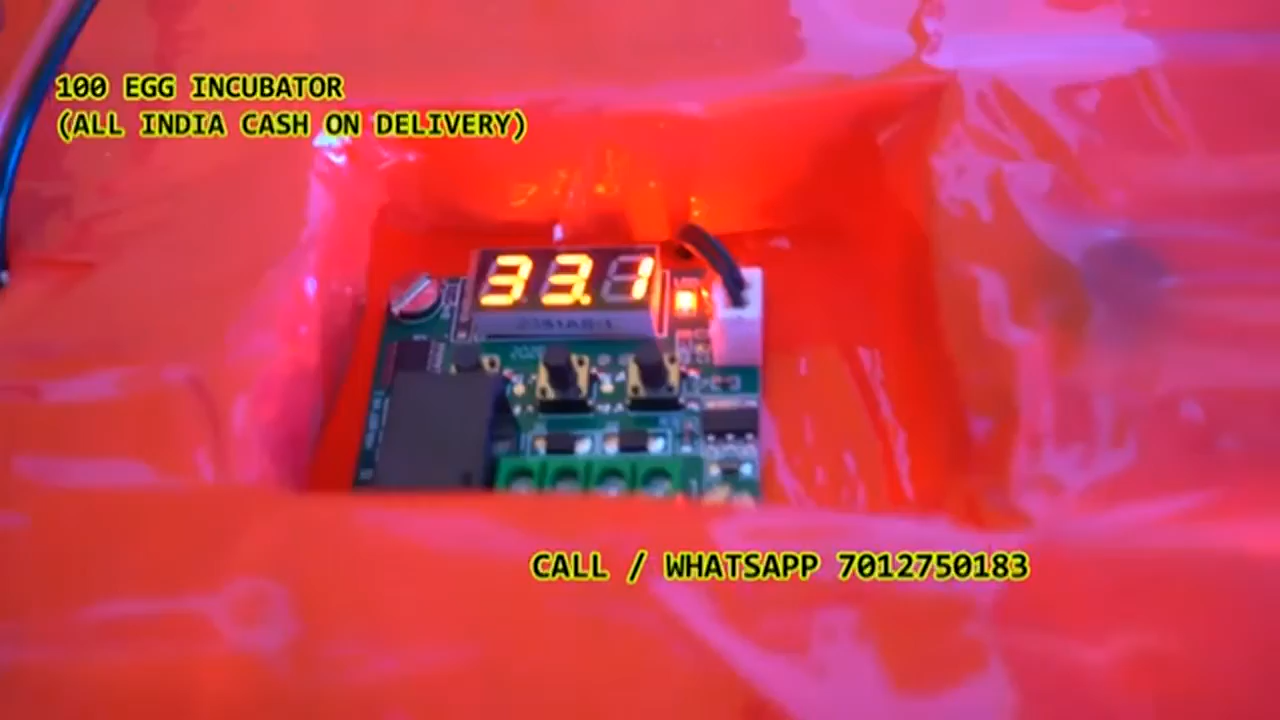 100 EGG INCUBATOR
(ALL INDIA CASH ON DELIVERY)
33.1
CALL / WHATSAPP 7012750183